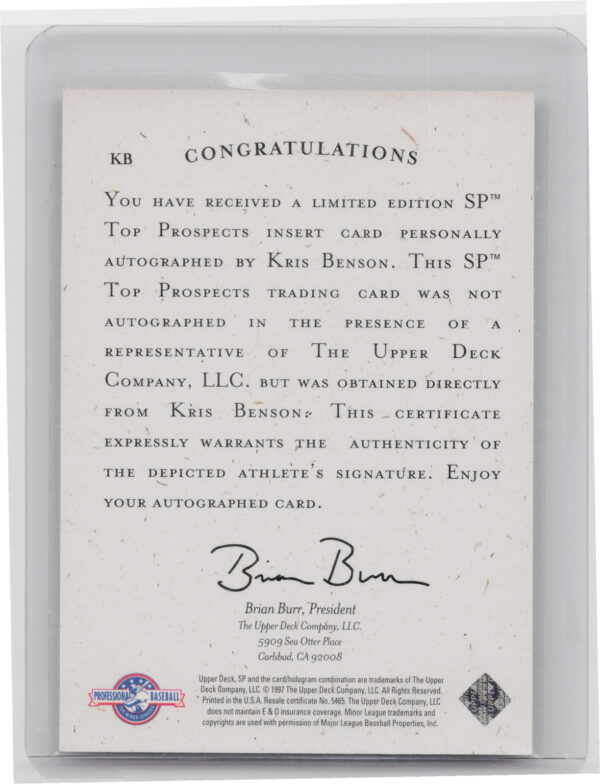 KB
CONGRATULATIONS
YOU HAVE RECEIVED A LIMITED EDITION SP™
TOP PROSPECTS INSERT CARD PERSONALLY
AUTOGRAPHED BY KRIS BENSON. THIS SP™
TOP PROSPECTS TRADING CARD WAS NOT
AUTOGRAPHED IN THE PRESENCE OF A
REPRESENTATIVE OF THE UPPER DECK
COMPANY, LLC. BUT WAS OBTAINED DIRECTLY
FROM KRIS BENSON. THIS CERTIFICATE
EXPRESSLY WARRANTS THE AUTHENTICITY OF
THE DEPICTED ATHLETE'S SIGNATURE. ENJOY
YOUR AUTOGRAPHED CARD.
Brian Burr
Brian Burr, President
The Upper Deck Company, LLC.
5909 Sea Otter Place
Carlsbad, CA 92008
Upper Deck, SP and the card/hologram combination are trademarks of The Upper
Deck Company, LLC. © 1997 The Upper Deck Company, LLC. All Rights Reserved.
Printed in the U.S.A. Resale certificate No. 5465. The Upper Deck Company, LLC
does not maintain E & O insurance coverage. Minor League trademarks and
copyrights are used with permission of Major League Baseball Properties, Inc.
PROFESSIONAL BASEBALL